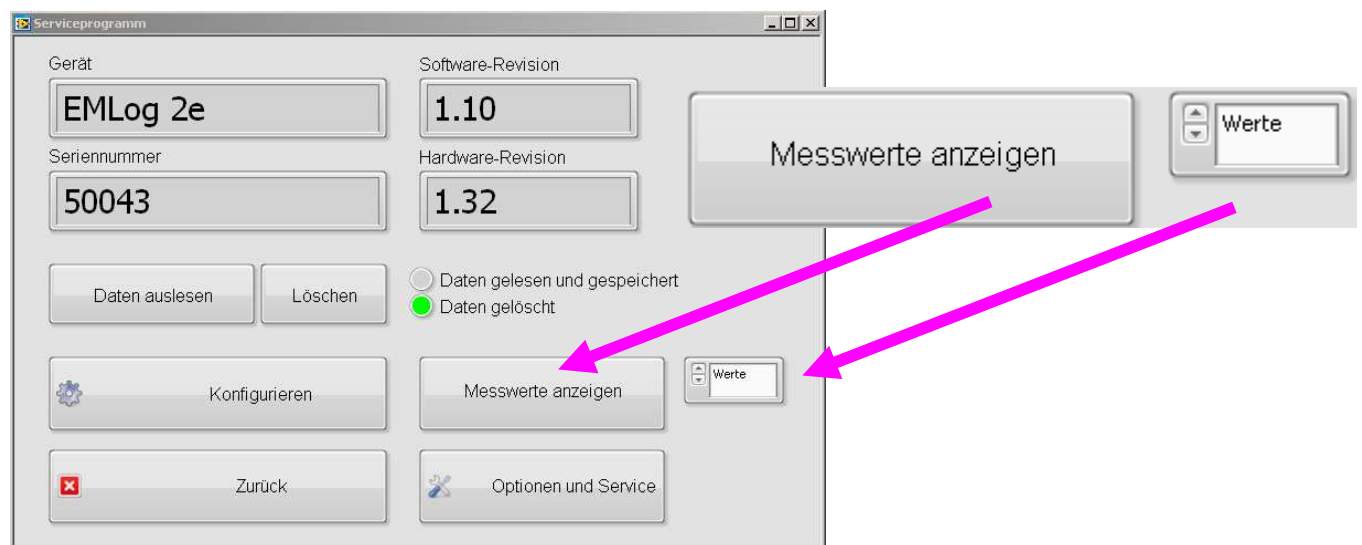 Serviceprogramm
Gerät
Software-Revision
EMLog 2e
1.10
Seriennummer
Hardware-Revision
50043
1.32
Messwerte anzeigen
Werte
Daten auslesen
Löschen
Daten gelesen und gespeichert
Daten gelöscht
Konfigurieren
Messwerte anzeigen
Werte
Zurück
Optionen und Service